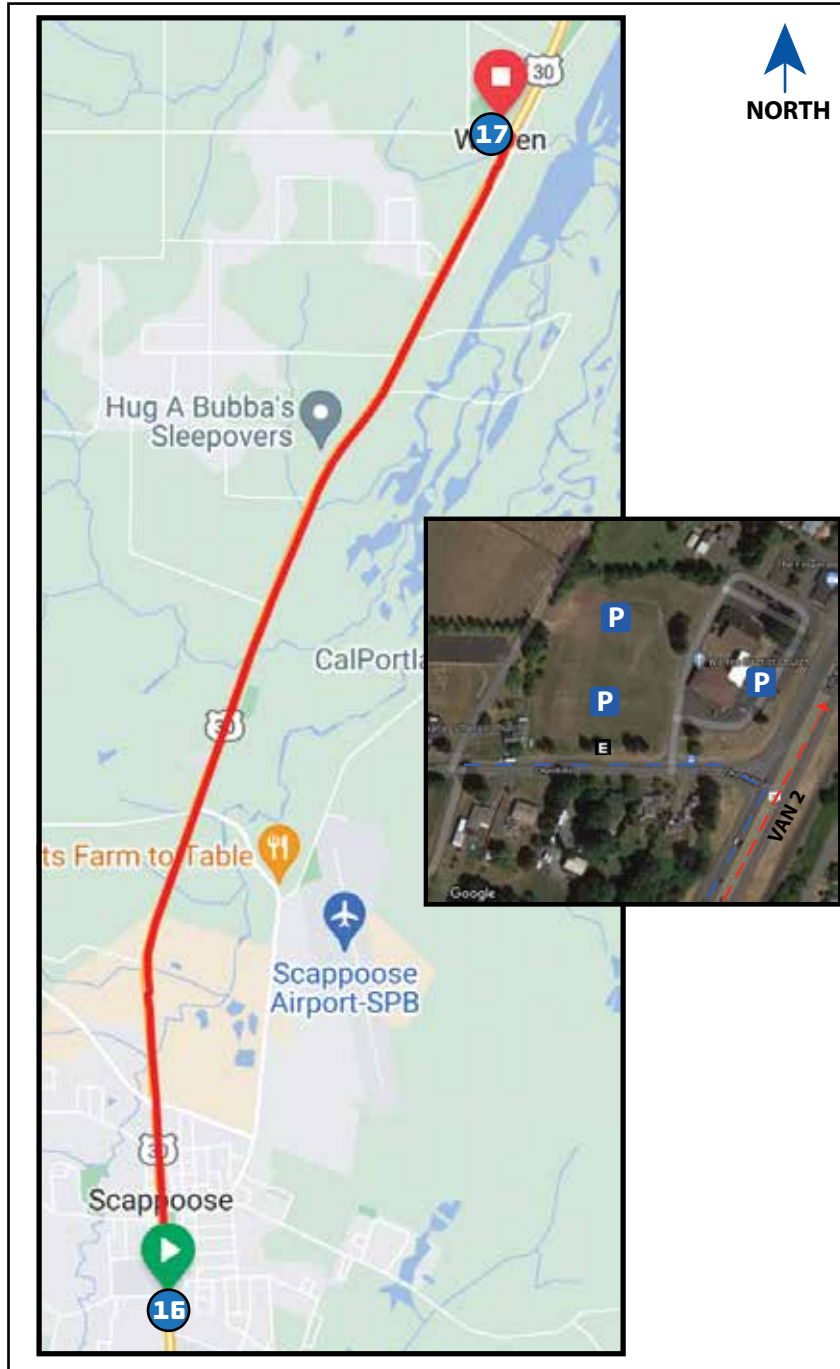 NORTH
30
17
W en
Hug A Bubba's
Sleepovers
CalPortla
30
ts Farm to Table
Scappoose
Airport-SPB
30
Scappoose
16
P
P
P
E
VAN 2
Google